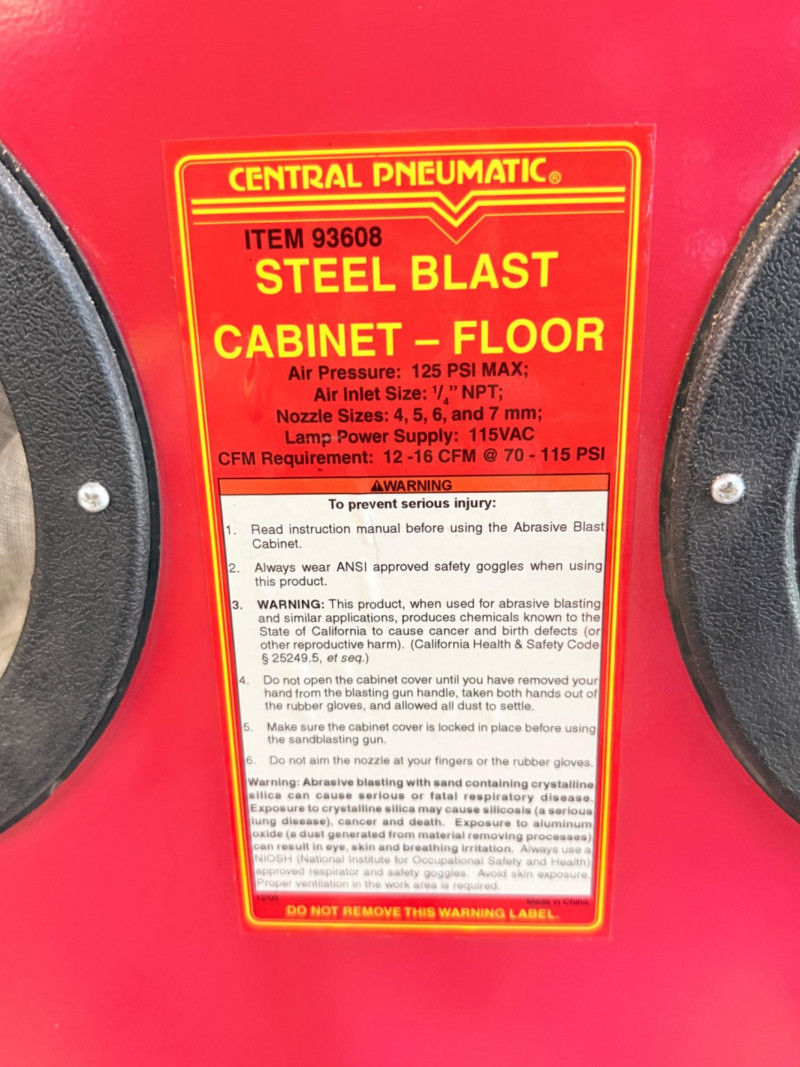 CENTRAL PNEUMATIC®
ITEM 93608
STEEL BLAST
CABINET – FLOOR
Air Pressure: 125 PSI MAX;
Air Inlet Size: 1/4" NPT;
Nozzle Sizes: 4, 5, 6, and 7 mm;
Lamp Power Supply: 115VAC
CFM Requirement: 12 -16 CFM @ 70 - 115 PSI
⚠WARNING
To prevent serious injury:
1. Read instruction manual before using the Abrasive Blast
Cabinet.
2. Always wear ANSI approved safety goggles when using
this product.
3. WARNING: This product, when used for abrasive blasting
and similar applications, produces chemicals known to the
State of California to cause cancer and birth defects (or
other reproductive harm). (California Health & Safety Code
§ 25249.5, et seq.)
4. Do not open the cabinet cover until you have removed your
hand from the blasting gun handle, taken both hands out of
the rubber gloves, and allowed all dust to settle.
5. Make sure the cabinet cover is locked in place before using
the sandblasting gun.
6. Do not aim the nozzle at your fingers or the rubber gloves.
Warning: Abrasive blasting with sand containing crystalline
silica can cause serious or fatal respiratory disease.
Exposure to crystalline silica may cause silicosis (a serious
lung disease), cancer and death. Exposure to aluminum
oxide (a dust generated from material removing processes)
can result in eye, skin and breathing irritation. Always use a
NIOSH (National Institute for Occupational Safety and Health)
approved respirator and safety goggles. Avoid skin exposure.
Proper ventilation in the work area is required.
Made in China.
DO NOT REMOVE THIS WARNING LABEL.